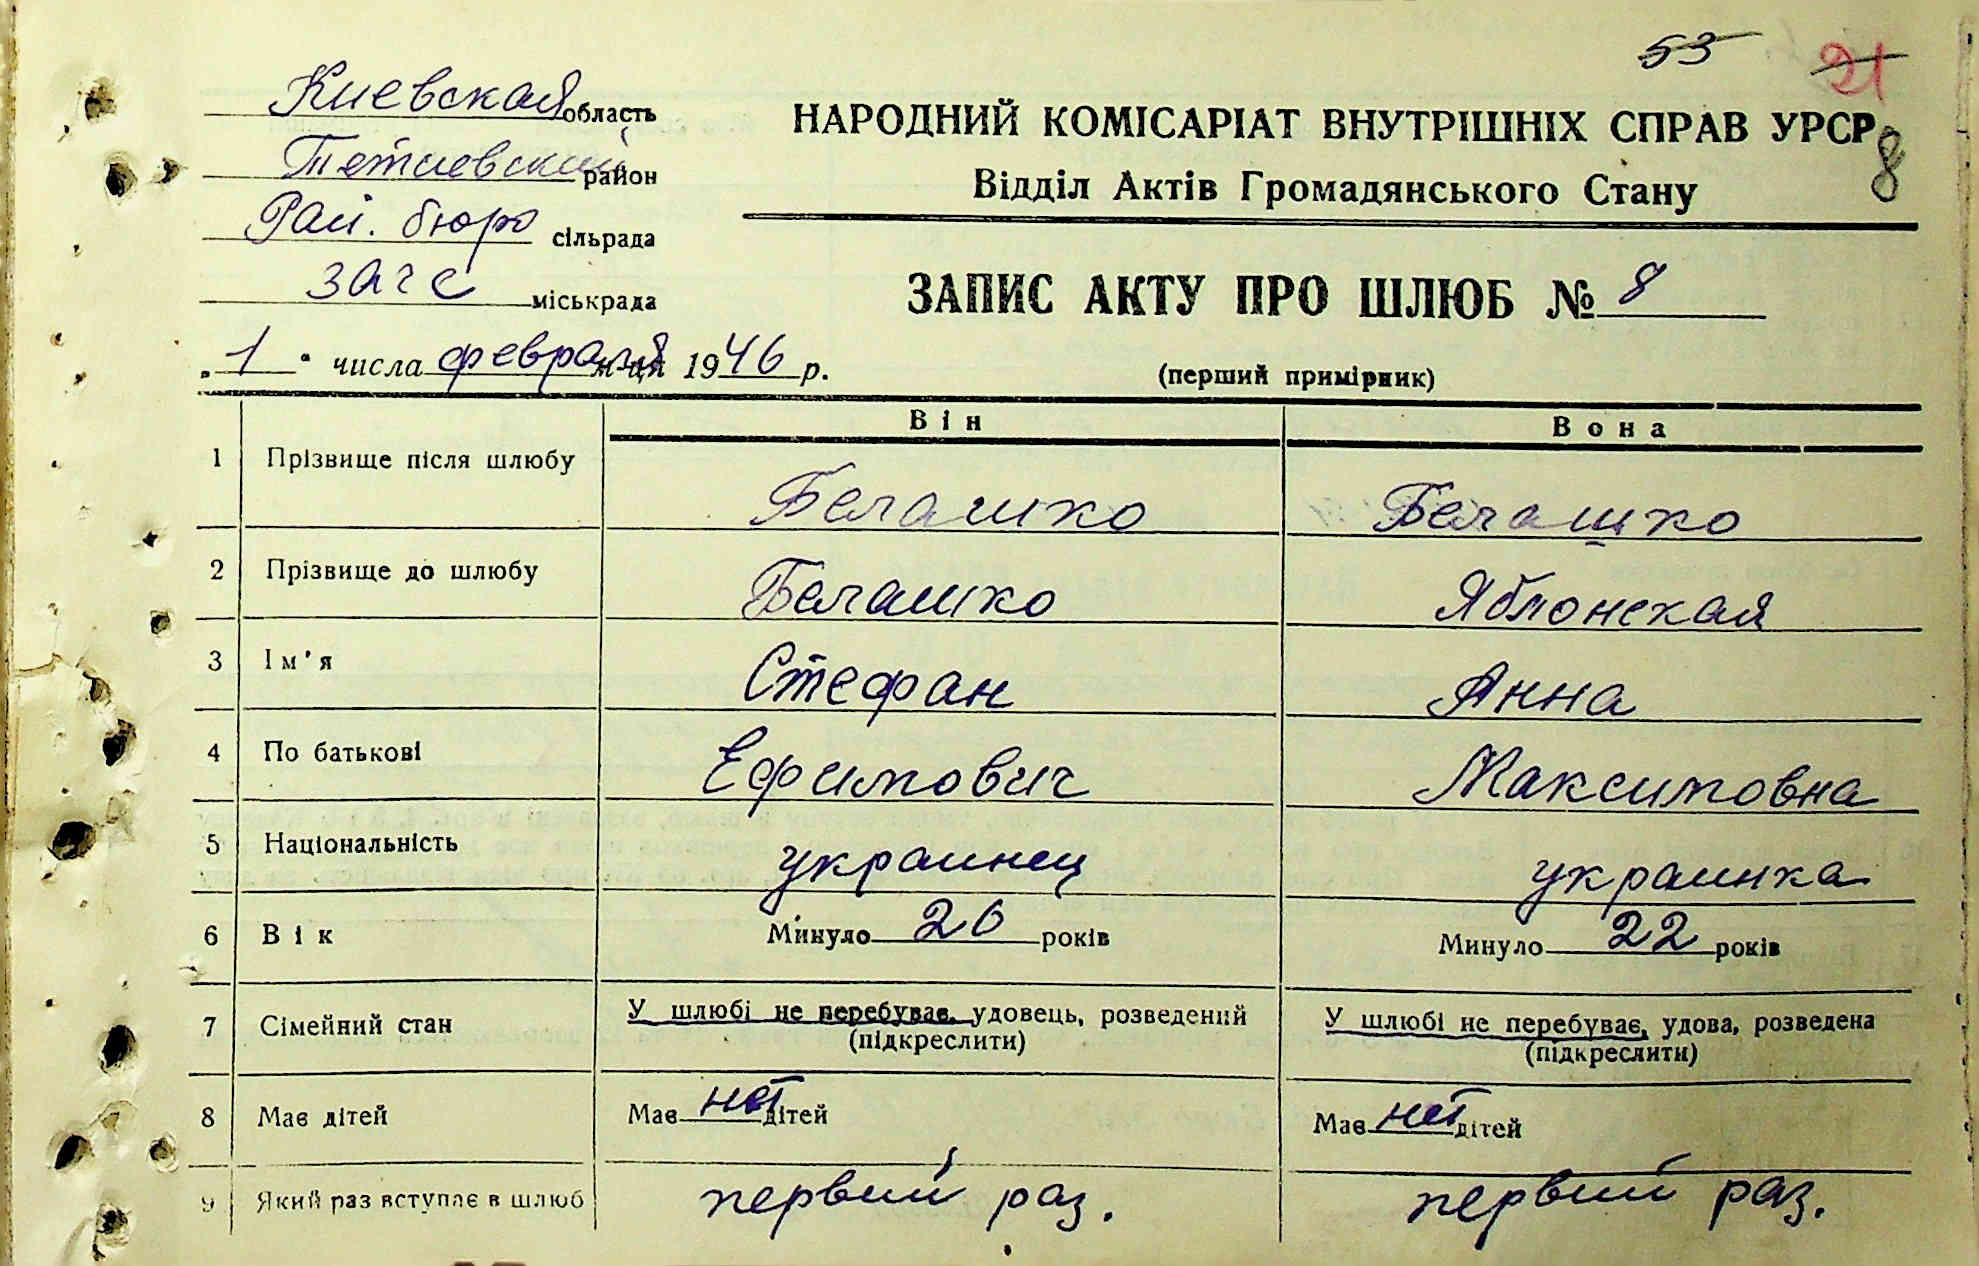 53 21
Киевская область
НАРОДНИЙ КОМІСАРІАТ ВНУТРІШНІХ СПРАВ УРСР
8
Тетиевский район
Відділ Актів Громадянського Стану
Рай. бюро сільрада
загс міськрада
ЗАПИС АКТУ ПРО ШЛЮБ № 8
„1" числа февраля м-ця 1946 р.
(перший примірник)
Він Вона
1 Прізвище після шлюбу Белашко Белашко
2 Прізвище до шлюбу Белашко Яблонская
3 Ім'я Стефан Анна
4 По батькові Ефимович Максимовна
5 Національність украинец украинка
6 Вік Минуло 26 років Минуло 22 років
7 Сімейний стан У шлюбі не перебуває, удовець, розведений У шлюбі не перебуває, удова, розведена
(підкреслити) (підкреслити)
8 Має дітей Має нет дітей Має нет дітей
9 Який раз вступає в шлюб первый раз. первый раз.